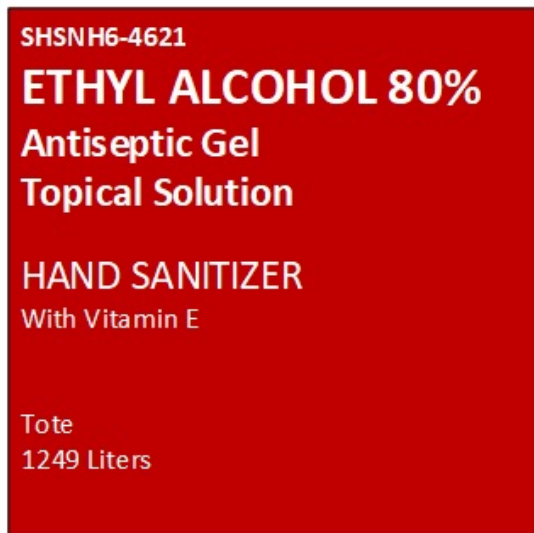 SHSNH6-4621
ETHYL ALCOHOL 80%
Antiseptic Gel
Topical Solution
HAND SANITIZER
With Vitamin E
Tote
1249 Liters